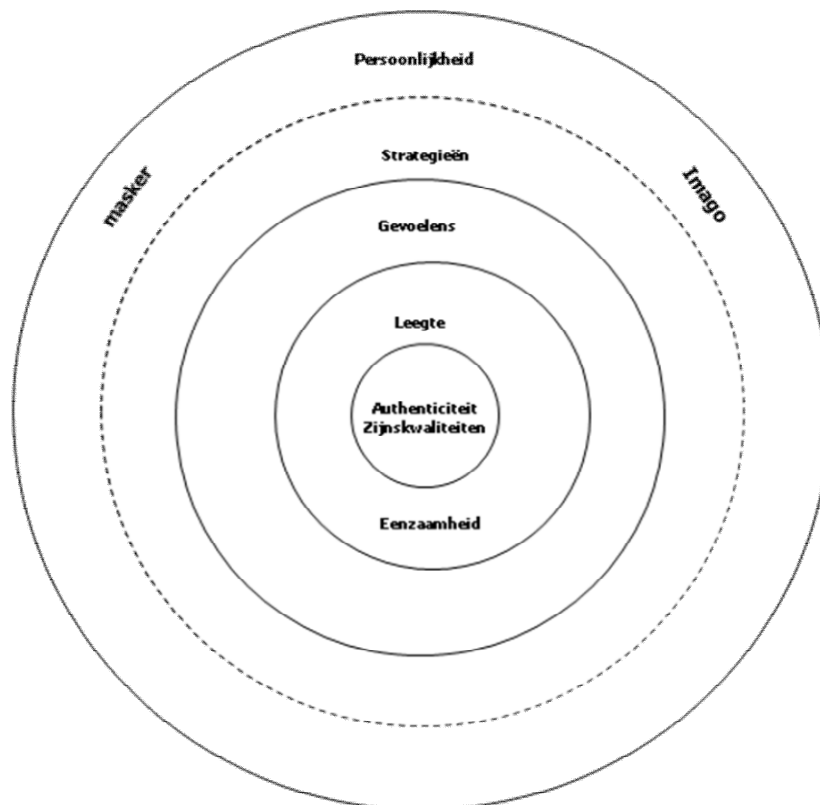 Persoonlijkheid
masker
Imago
Strategieën
Gevoelens
Leegte
Authenticiteit
Zijnskwaliteiten
Eenzaamheid